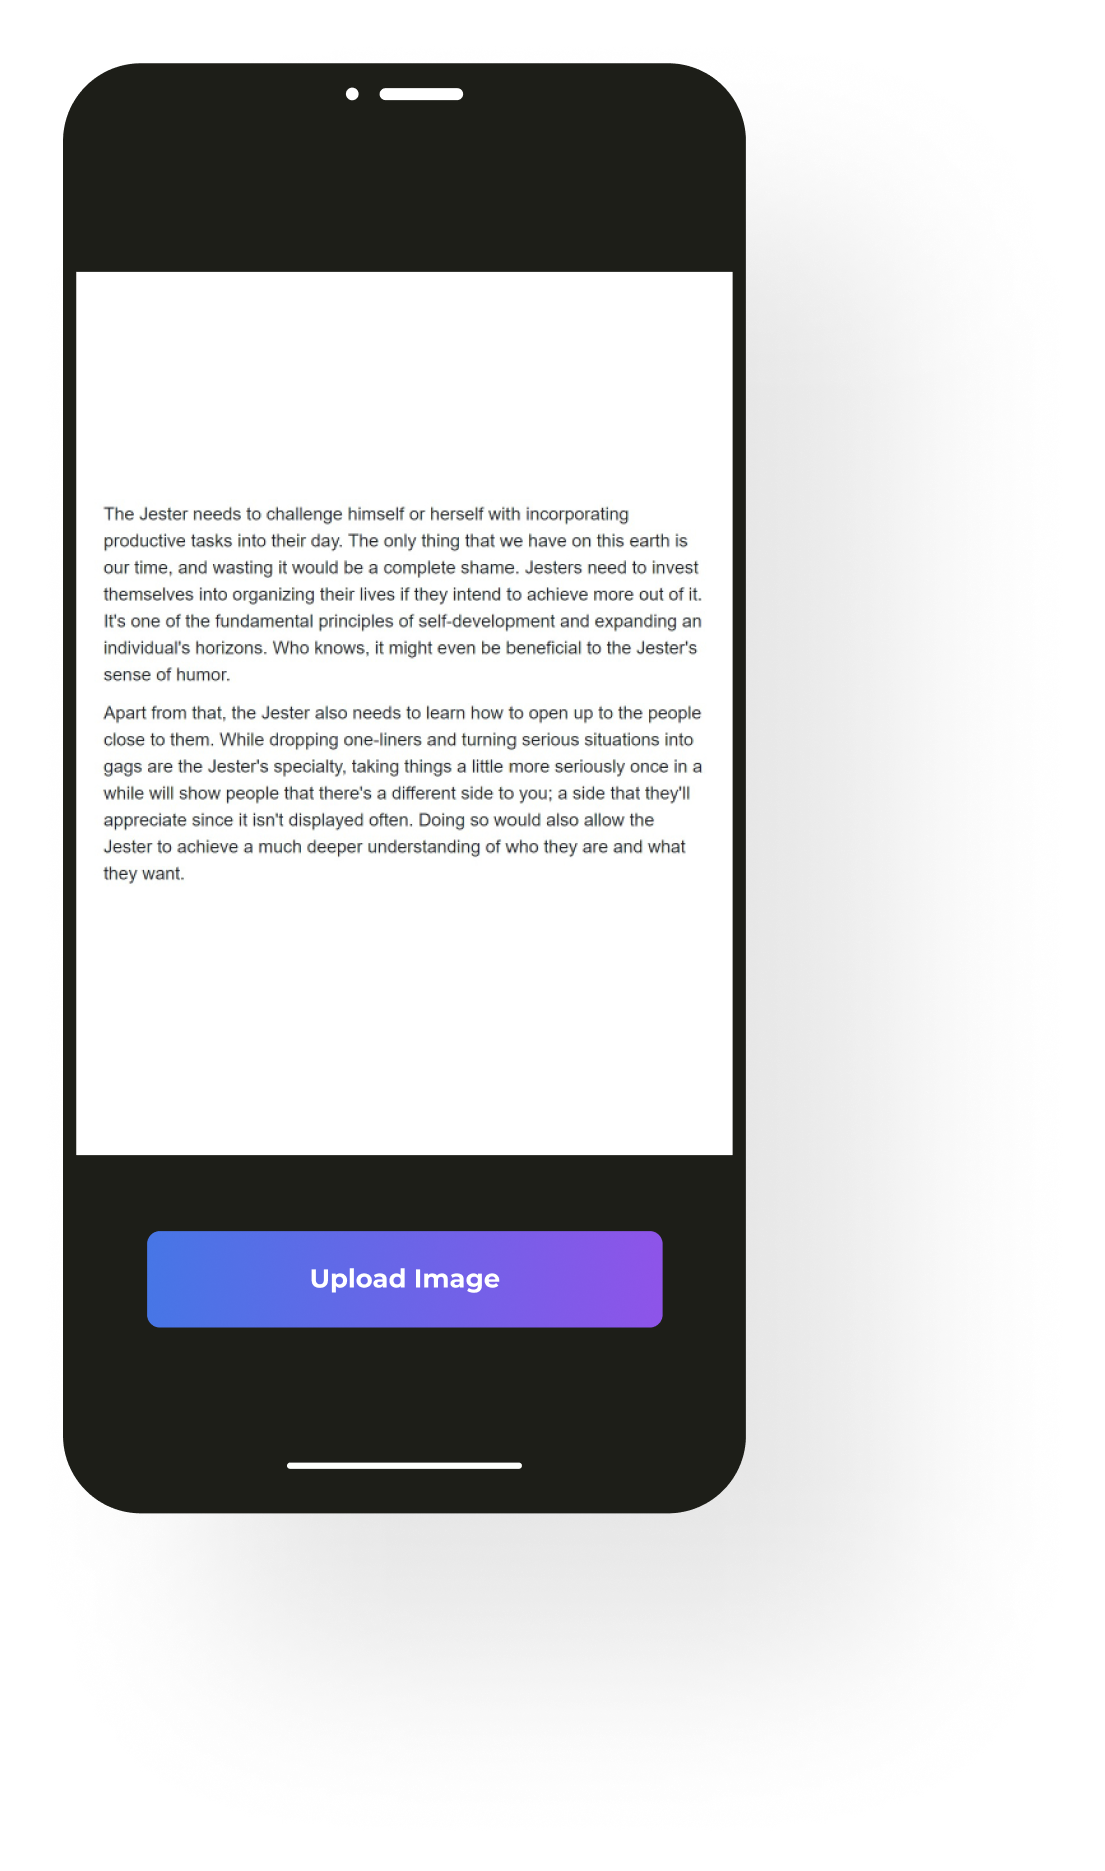 The Jester needs to challenge himself or herself with incorporating
productive tasks into their day. The only thing that we have on this earth is
our time, and wasting it would be a complete shame. Jesters need to invest
themselves into organizing their lives if they intend to achieve more out of it.
It's one of the fundamental principles of self-development and expanding an
individual's horizons. Who knows, it might even be beneficial to the Jester's
sense of humor.
Apart from that, the Jester also needs to learn how to open up to the people
close to them. While dropping one-liners and turning serious situations into
gags are the Jester's specialty, taking things a little more seriously once in a
while will show people that there's a different side to you; a side that they'll
appreciate since it isn't displayed often. Doing so would also allow the
Jester to achieve a much deeper understanding of who they are and what
they want.
Upload Image